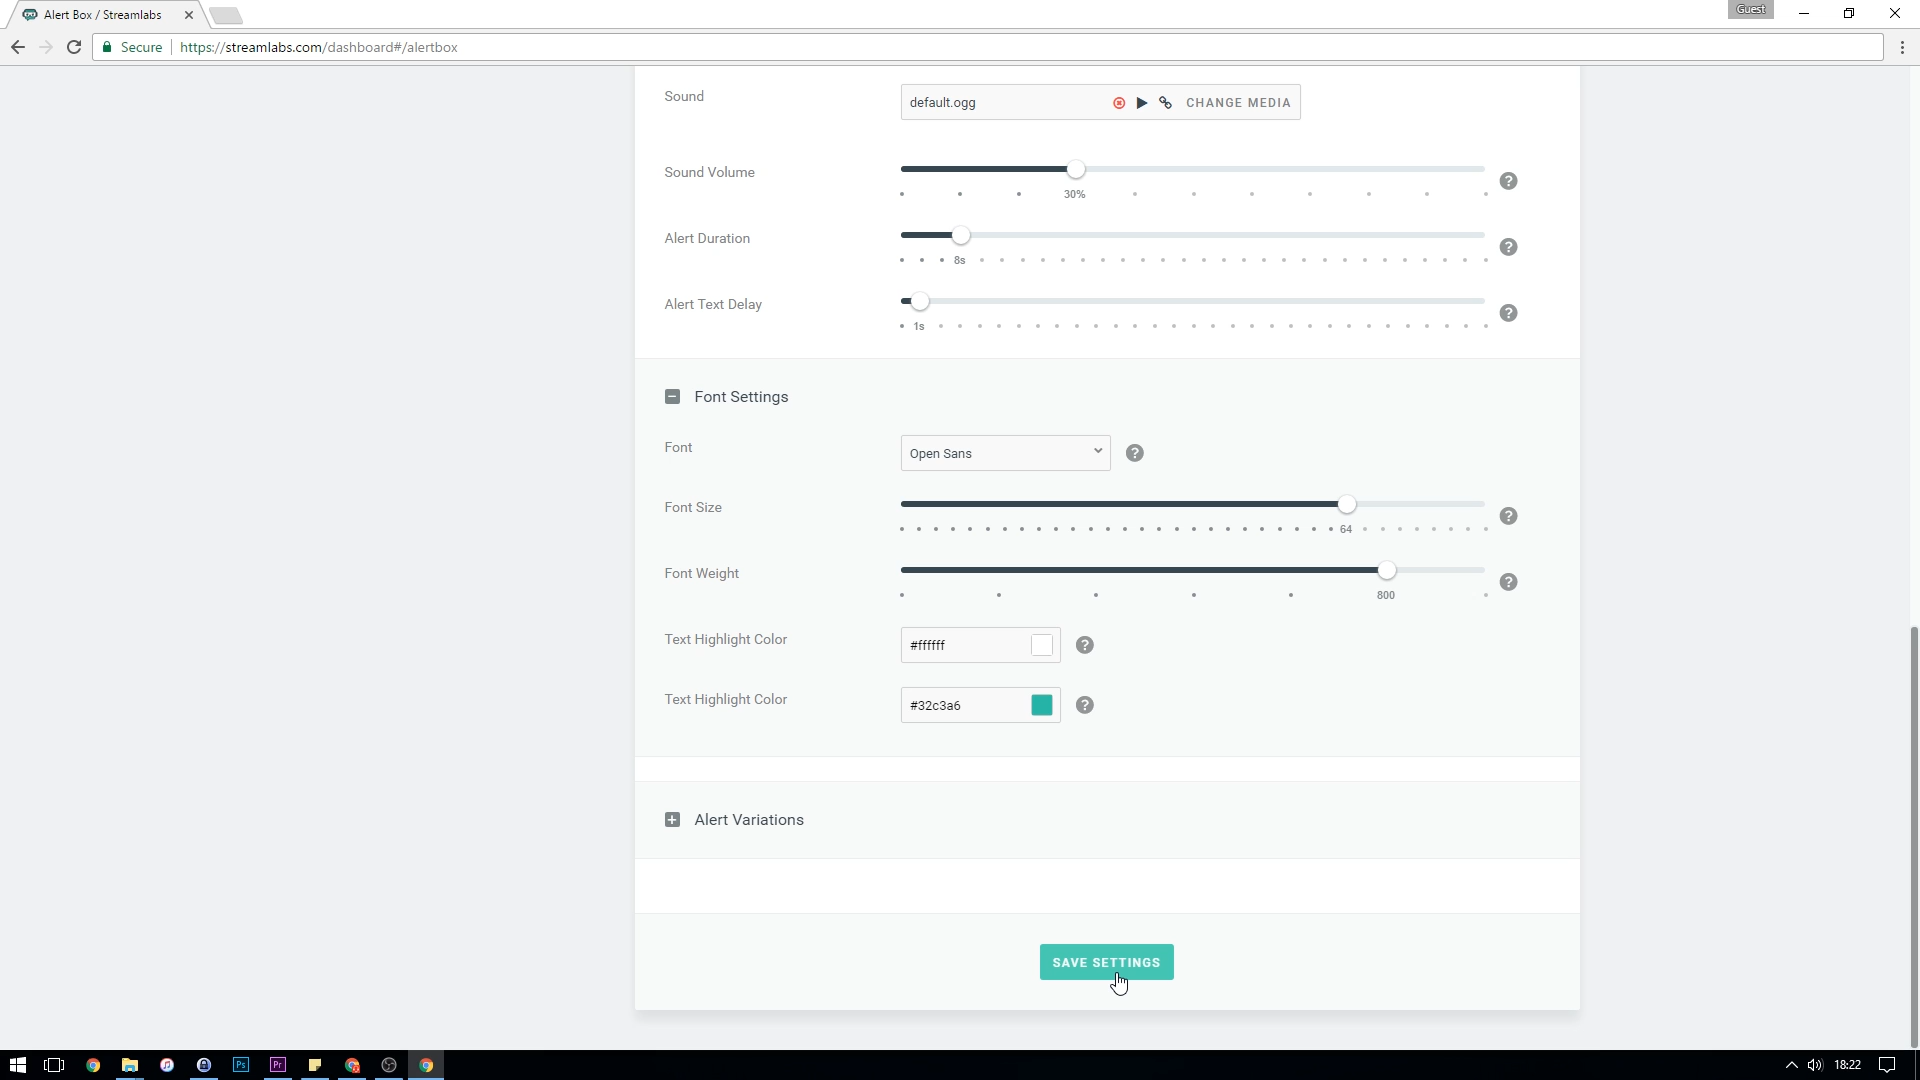 Alert Box / Streamlabs
Guest
Secure https://streamlabs.com/dashboard#/alertbox
Sound
default.ogg
CHANGE MEDIA
Sound Volume
30%
Alert Duration
8s
Alert Text Delay
1s
Font Settings
Font
Open Sans
Font Size
64
Font Weight
800
Text Highlight Color
#ffffff
Text Highlight Color
#32c3a6
Alert Variations
SAVE SETTINGS
Ps
Pr
18:22